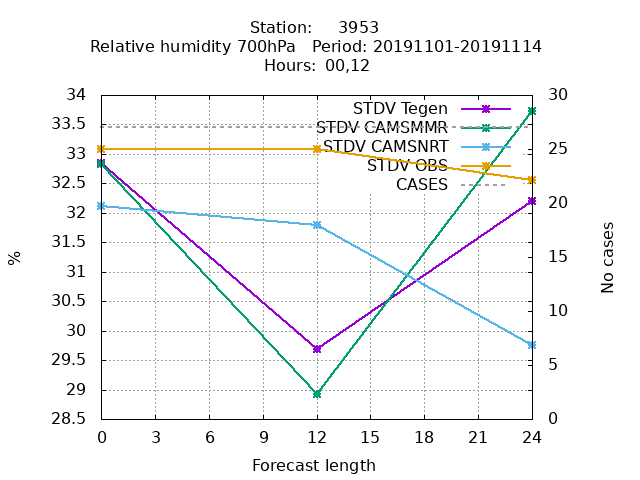 Station: 3953
Relative humidity 700hPa Period: 20191101-20191114
Hours: 00,12
34
33.5
33
32.5
32
31.5
31
30.5
30
29.5
29
28.5
%
30
25
20
15
10
5
0
No cases
STDV Tegen
STDV CAMSMMR
STDV CAMSNRT
STDV OBS
CASES
0 3 6 9 12 15 18 21 24
Forecast length